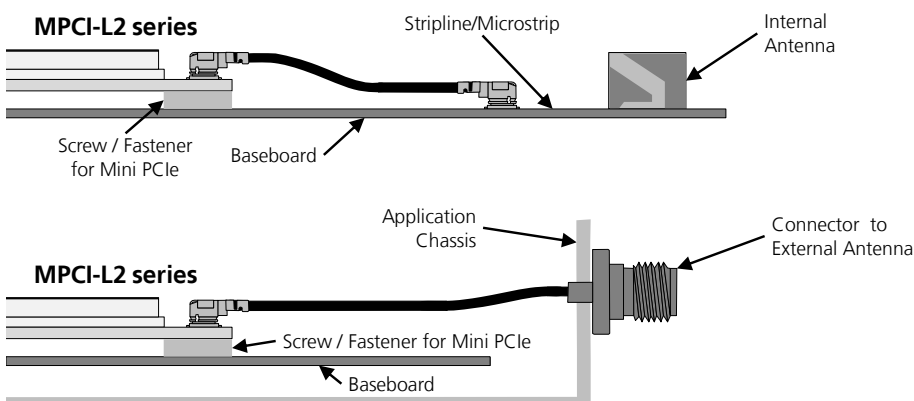 MPCI-L2 series
Stripline/Microstrip
Internal
Antenna
Screw / Fastener
for Mini PCIe
Baseboard
Application
Chassis
Connector to
External Antenna
MPCI-L2 series
Screw / Fastener for Mini PCIe
Baseboard